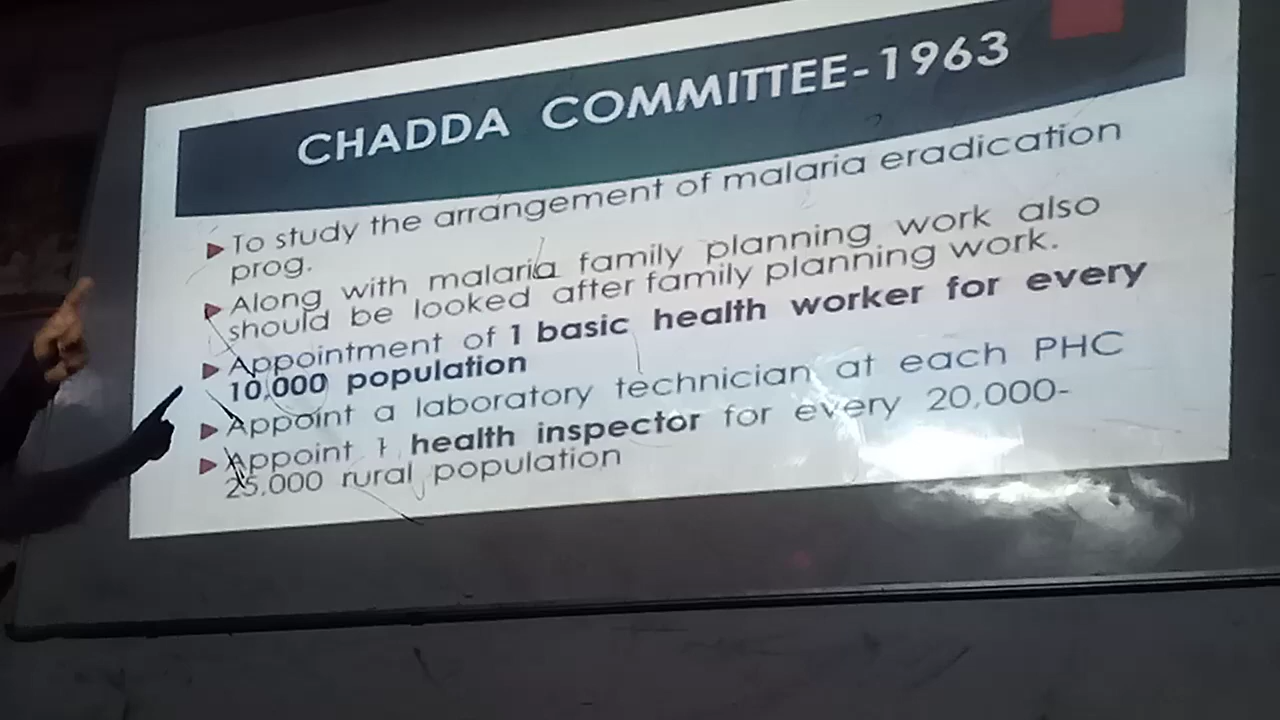 CHADDA COMMITTEE-1963
To study the arrangement of malaria eradication
prog.
Along with malaria family planning work also
should be looked after family planning work.
Appointment of 1 basic health worker for every
10,000 population
Appoint a laboratory technician at each PHC
Appoint 1 health inspector for every 20,000-
25,000 rural population